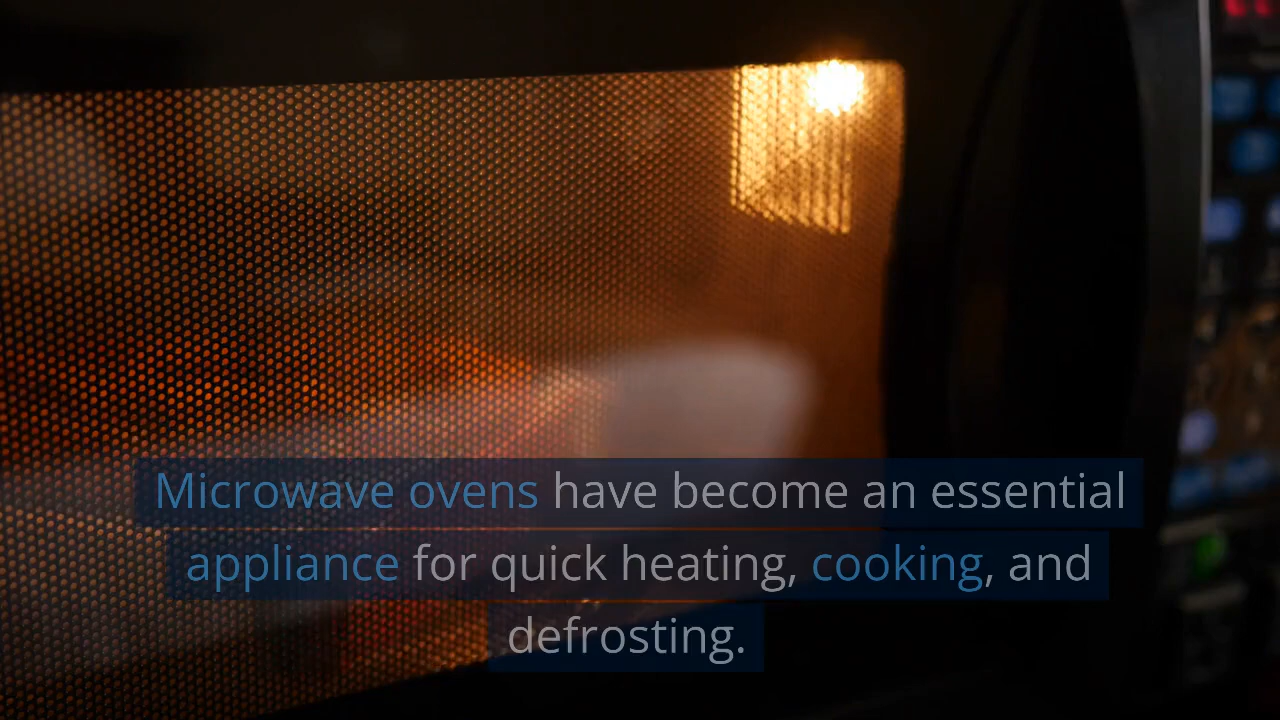 Microwave ovens have become an essential
appliance for quick heating, cooking, and
defrosting.